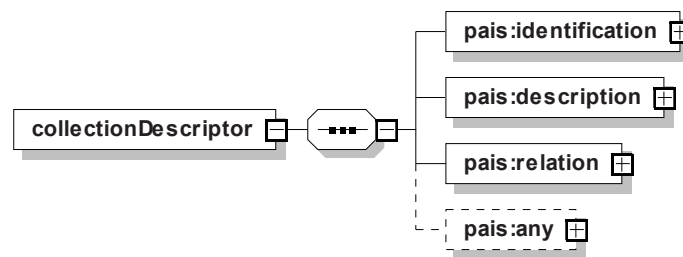 pais:identification
pais:description
collectionDescriptor
pais:relation
pais:any